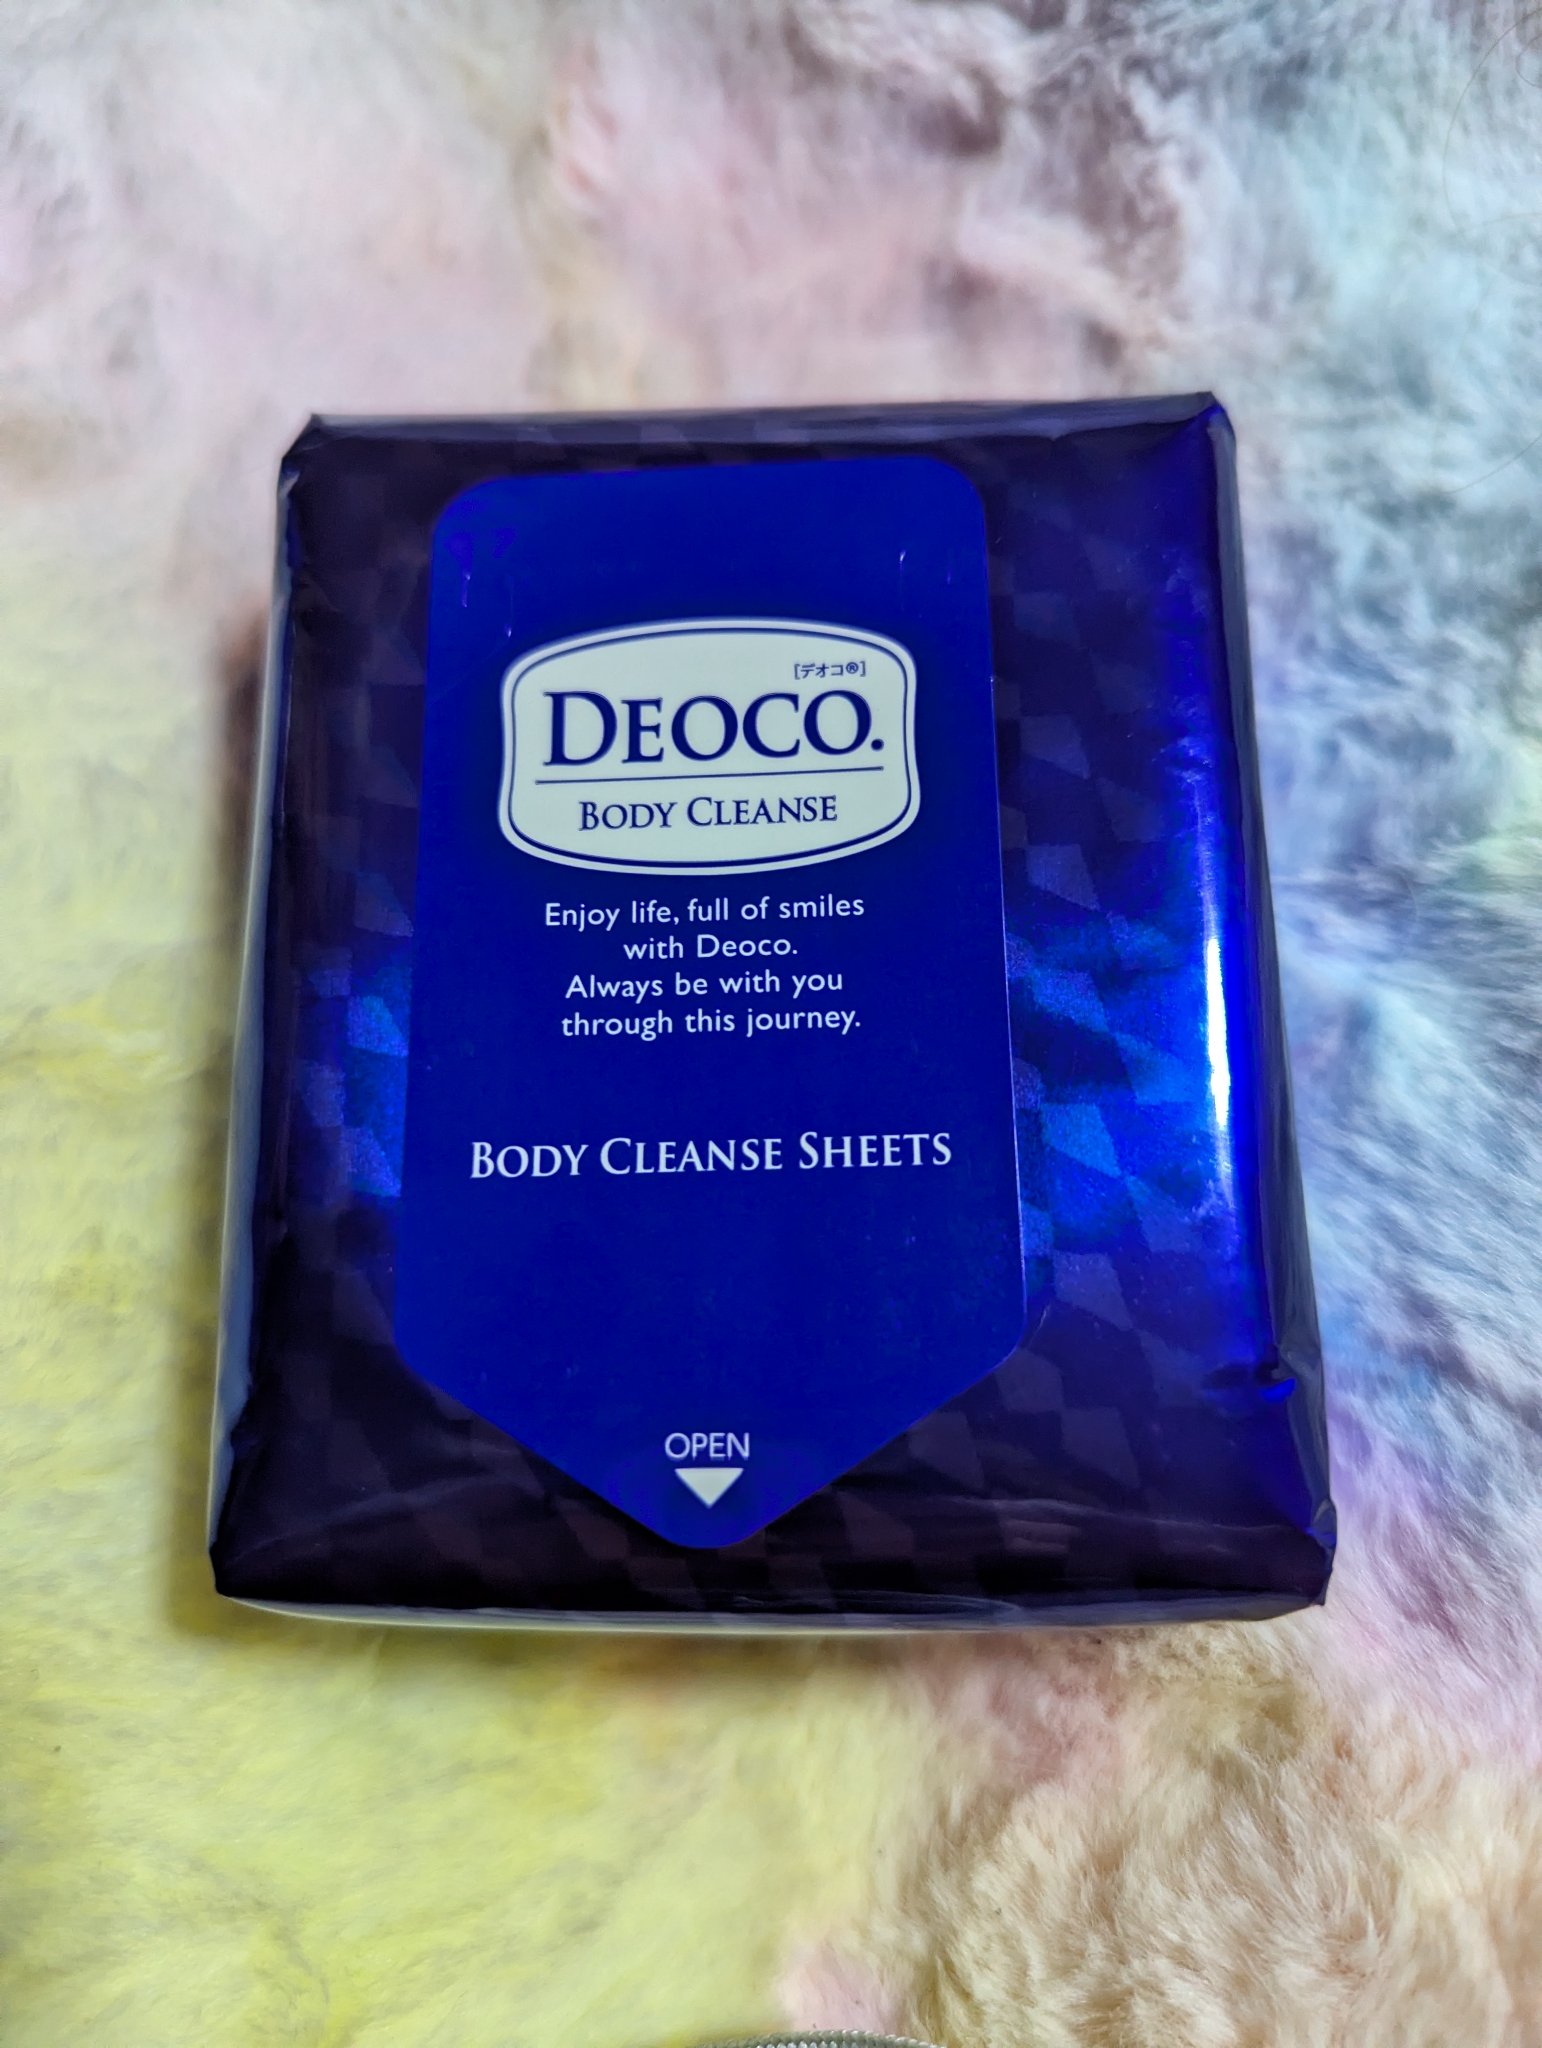 [デオコ®]
DEOCO.
BODY CLEANSE
Enjoy life, full of smiles
with Deoco.
Always be with you
through this journey.
BODY CLEANSE SHEETS
OPEN